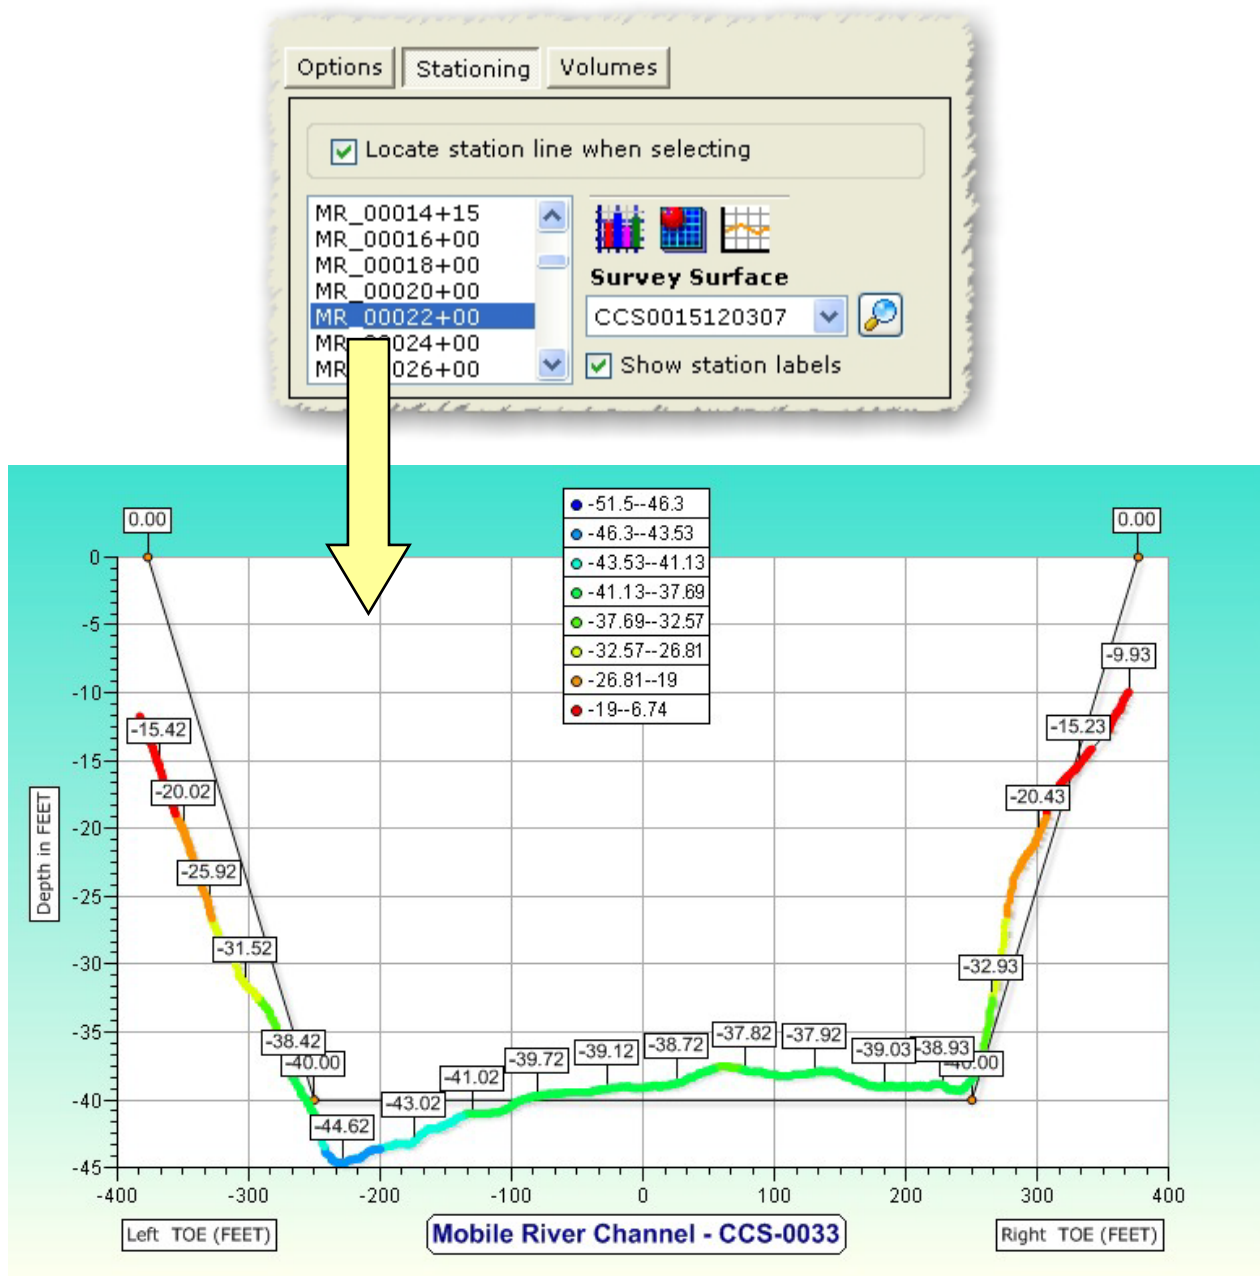 Options Stationing Volumes
Locate station line when selecting
MR_00014+15
MR_00016+00
MR_00018+00
MR_00020+00
MR_00022+00
MR_00024+00
MR_00026+00
Survey Surface
CCS0015120307
Show station labels
-51.5--46.3
-46.3--43.53
-43.53--41.13
-41.13--37.69
-37.69--32.57
-32.57--26.81
-26.81--19
-19--6.74
0.00
0.00
-9.93
-15.42
-15.23
-20.02
-20.43
-25.92
-31.52
-32.93
-38.42
-40.00
-44.62
-43.02
-41.02
-39.72
-39.12
-38.72
-37.82
-37.92
-39.03
-38.93
-40.00
Depth in FEET
0
-5
-10
-15
-20
-25
-30
-35
-40
-45
-400 -300 -200 -100 0 100 200 300 400
Left TOE (FEET)
Mobile River Channel - CCS-0033
Right TOE (FEET)